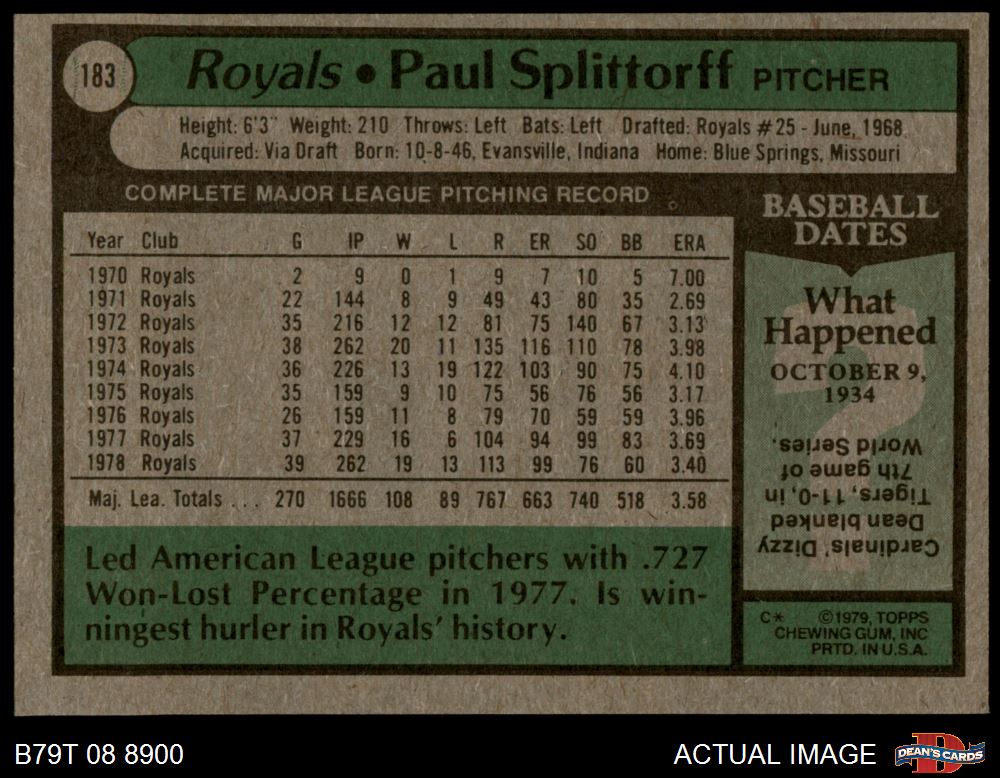 183
Royals • Paul Splittorff PITCHER
Height: 6'3" Weight: 210 Throws: Left Bats: Left Drafted: Royals #25 - June, 1968
Acquired: Via Draft Born: 10-8-46, Evansville, Indiana Home: Blue Springs, Missouri
COMPLETE MAJOR LEAGUE PITCHING RECORD
Year Club G IP W L R ER SO BB ERA
1970 Royals 2 9 0 1 9 7 10 5 7.00
1971 Royals 22 144 8 9 49 43 80 35 2.69
1972 Royals 35 216 12 12 81 75 140 67 3.13
1973 Royals 38 262 20 11 135 116 110 78 3.98
1974 Royals 36 226 13 19 122 103 90 75 4.10
1975 Royals 35 159 9 10 75 56 76 56 3.17
1976 Royals 26 159 11 8 79 70 59 59 3.96
1977 Royals 37 229 16 6 104 94 99 83 3.69
1978 Royals 39 262 19 13 113 99 76 60 3.40
Maj. Lea. Totals ... 270 1666 108 89 767 663 740 518 3.58
Led American League pitchers with .727
Won-Lost Percentage in 1977. Is win-
ningest hurler in Royals' history.
BASEBALL
DATES
What
Happened
OCTOBER 9,
1934
Cardinals' Dizzy
Dean blanked
Tigers, 11-0, in
7th game of
World Series.
C* ©1979, TOPPS
CHEWING GUM, INC
PRTD. IN U.S.A.
B79T 08 8900
ACTUAL IMAGE
D
DEAN'S CARDS